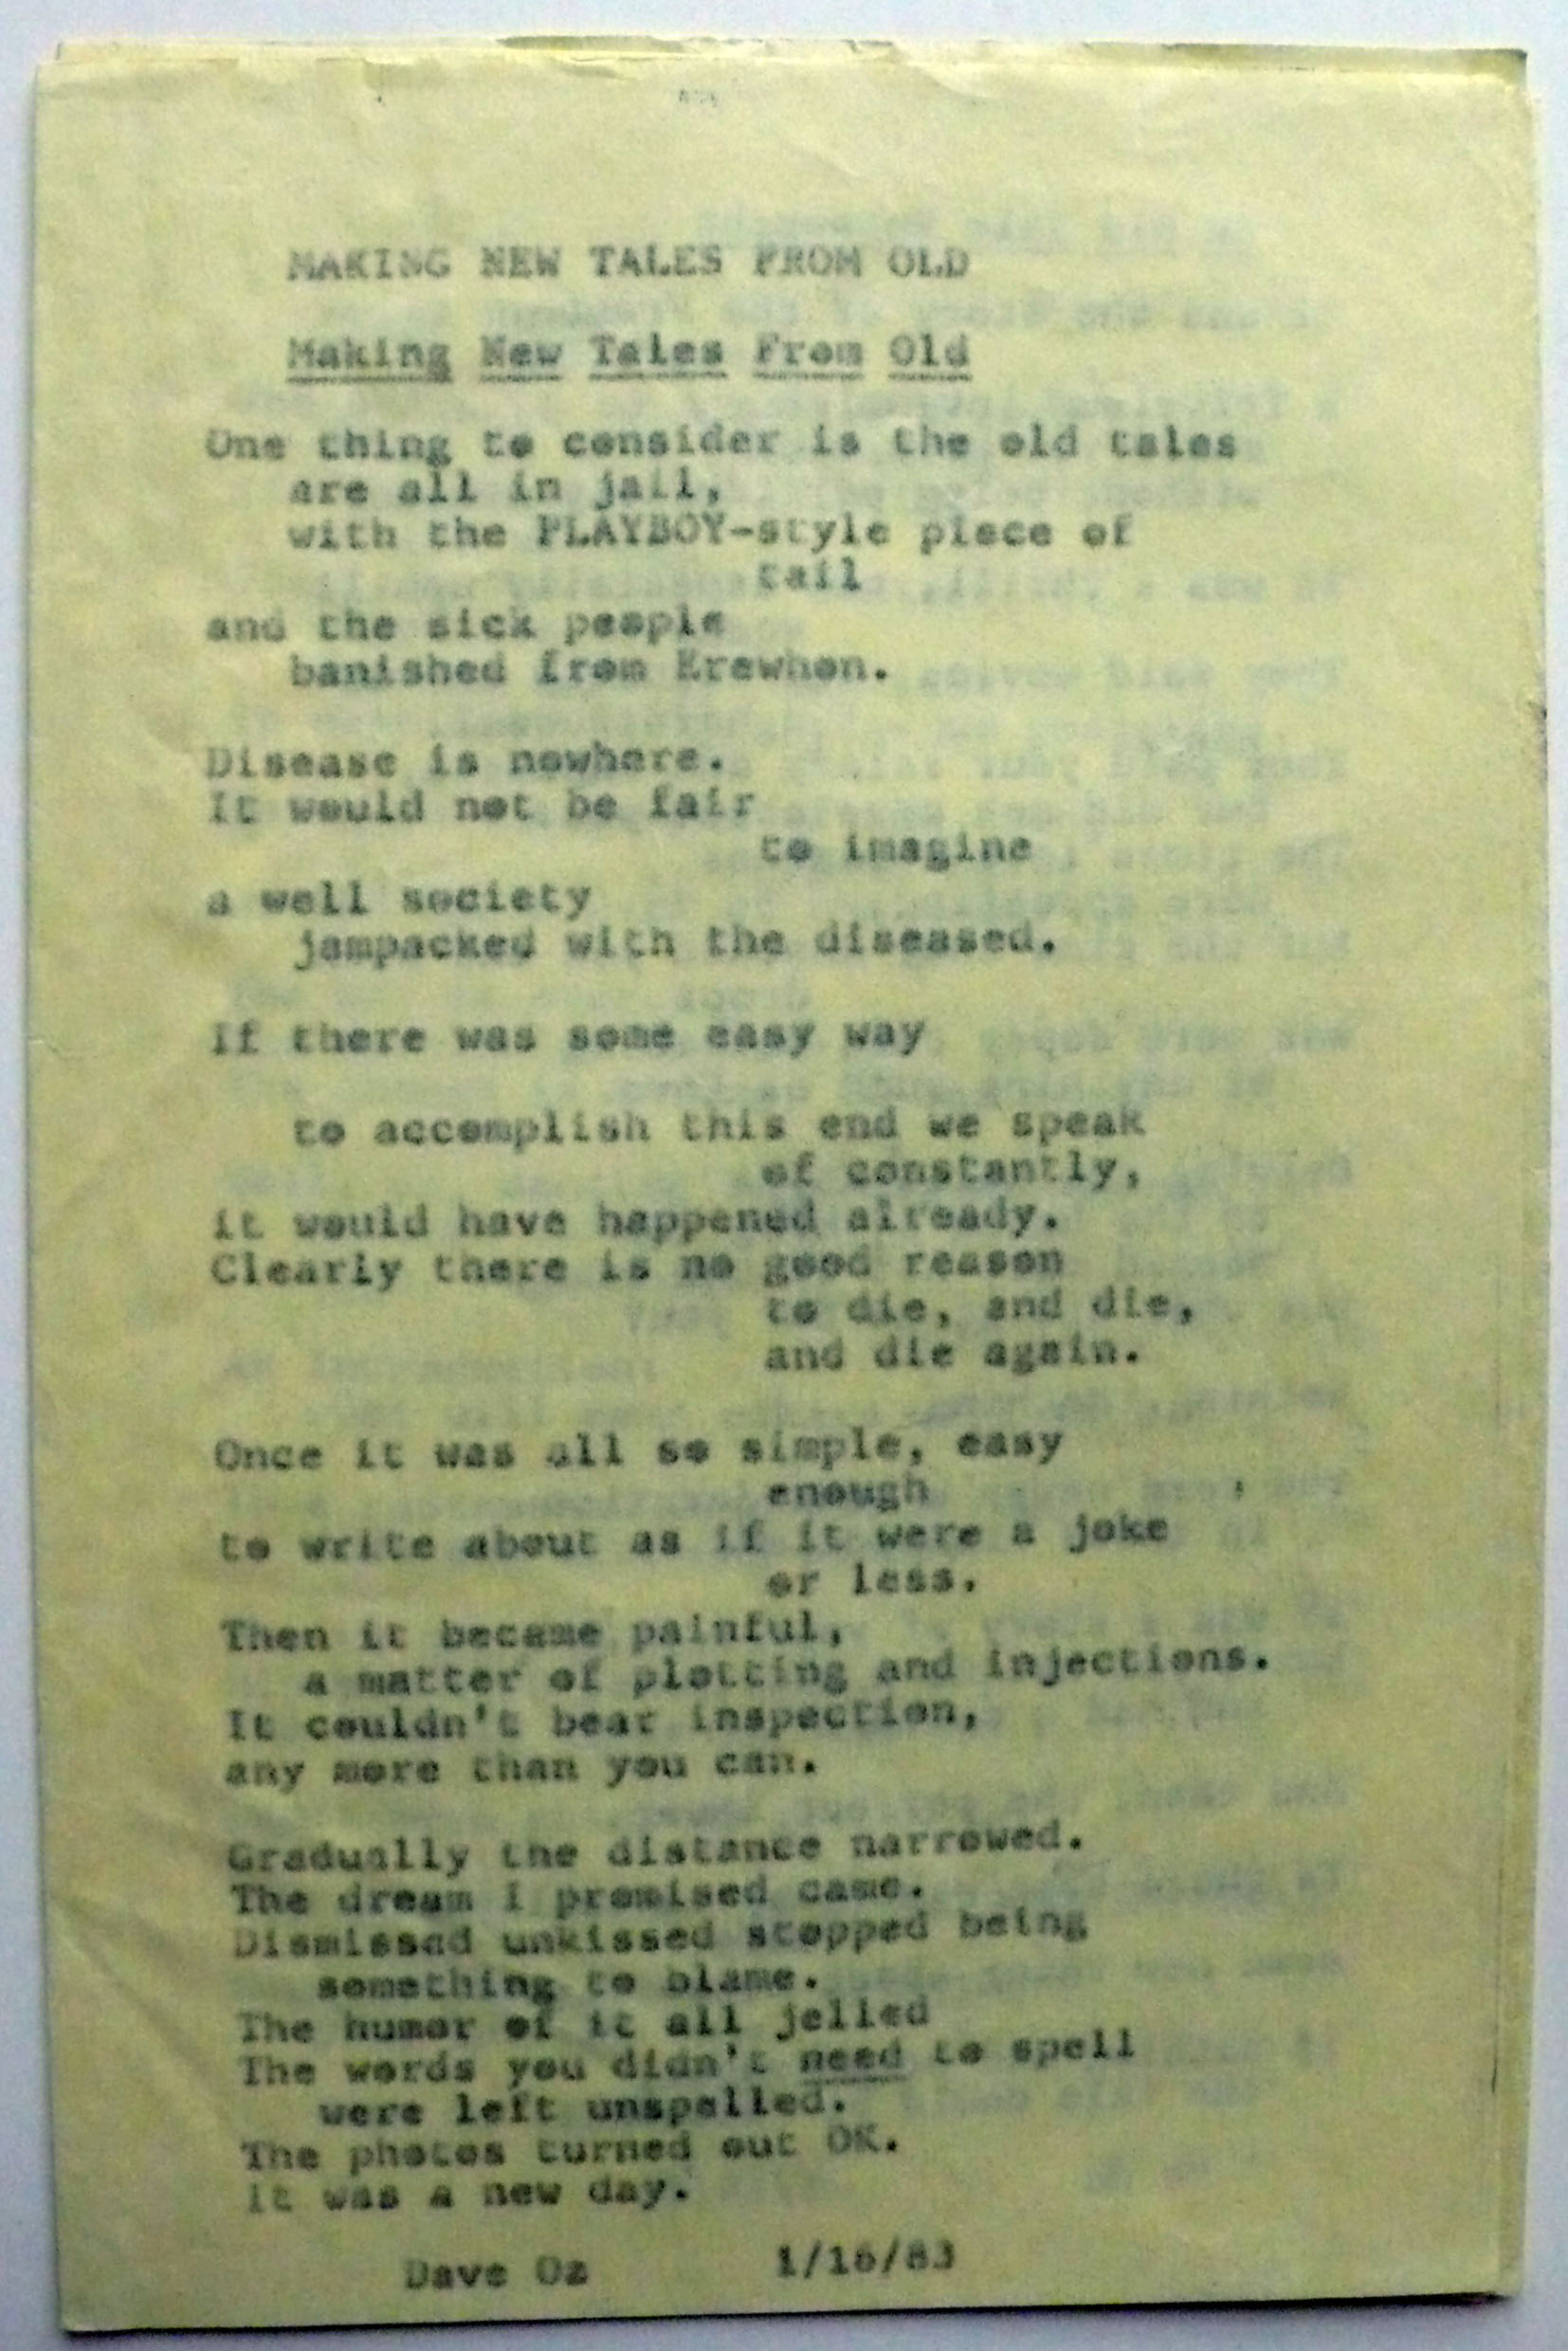 MAKING NEW TALES FROM OLD
Making New Tales From Old
One thing to consider is the old tales
are all in jail,
with the PLAYBOY-style piece of
tail
and the sick people
banished from Erewhon.
Disease is nowhere.
It would not be fair
to imagine
a well society
jampacked with the diseased.
If there was some easy way
to accomplish this end we speak
of constantly,
it would have happened already.
Clearly there is no good reason
to die, and die,
and die again.
Once it was all so simple, easy
enough
to write about as if it were a joke
or less.
Then it became painful,
a matter of plotting and injections.
It couldn't bear inspection,
any more than you can.
Gradually the distance narrowed.
The dream I promised came.
Dismissed unkissed stopped being
something to blame.
The humor of it all jelled
The words you didn't need to spell
were left unspelled.
The photos turned out OK.
It was a new day.
Dave Oz 1/16/83